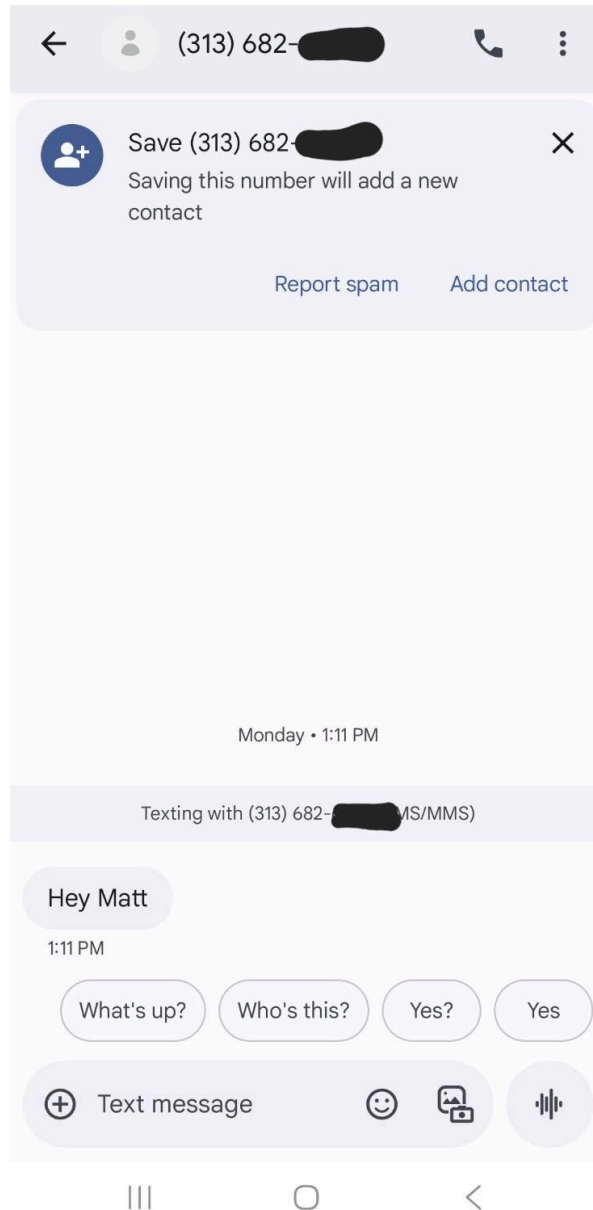 (313) 682-
Save (313) 682-
Saving this number will add a new
contact
Report spam Add contact
Monday • 1:11 PM
Texting with (313) 682- MS/MMS)
Hey Matt
1:11 PM
What's up? Who's this? Yes? Yes
Text message